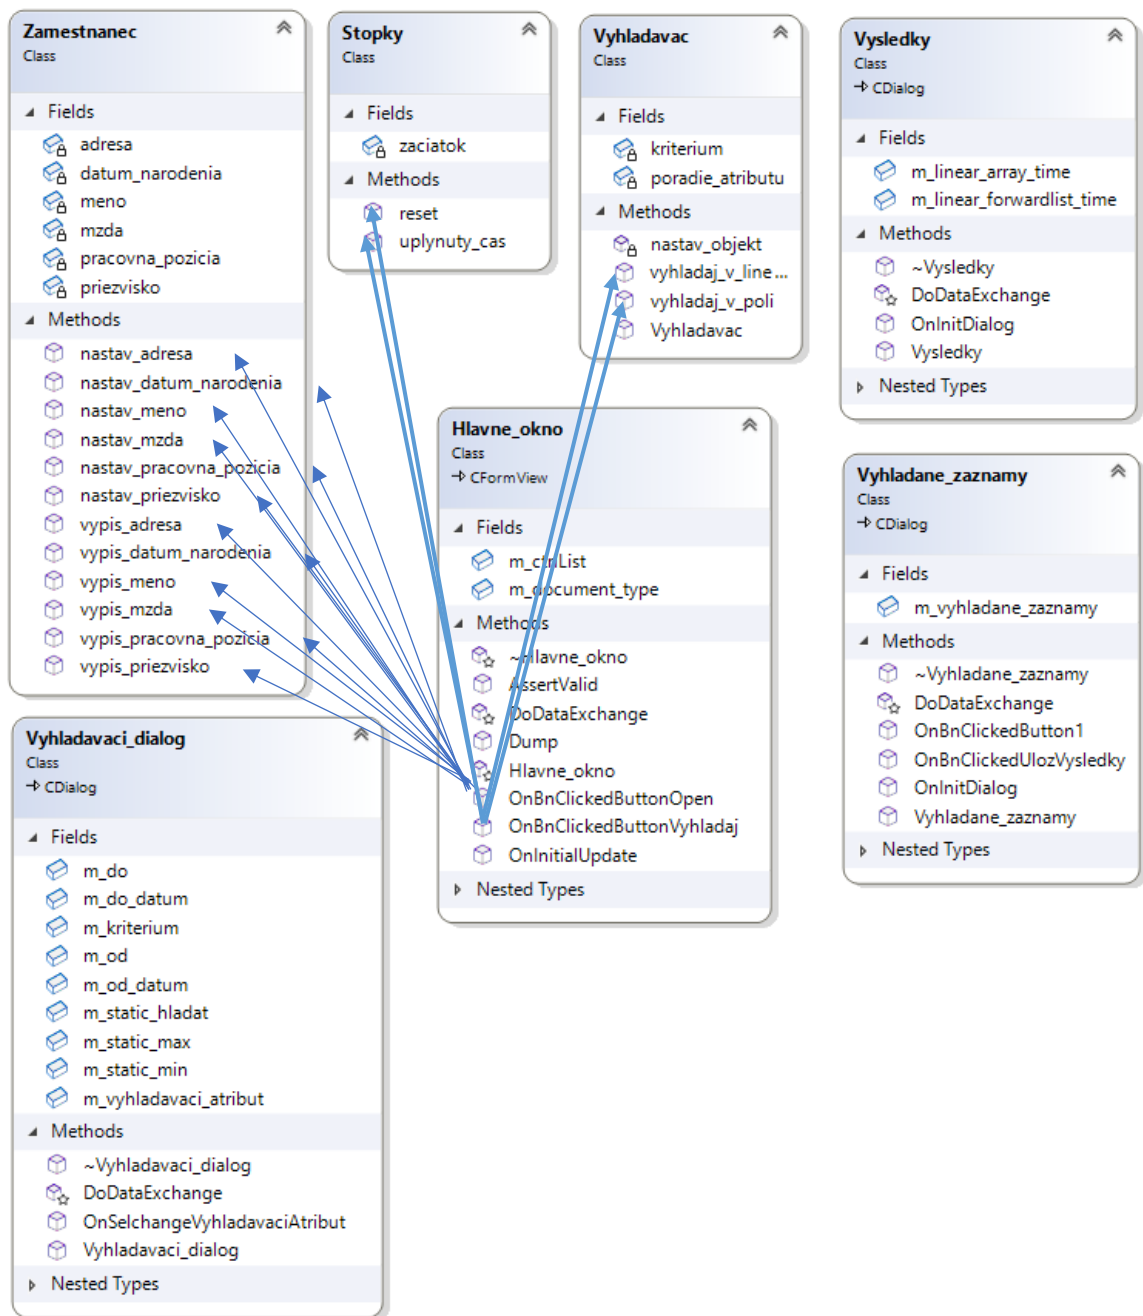 Zamestnanec
Class
Fields
adresa
datum_narodenia
meno
mzda
pracovna_pozicia
priezvisko
Methods
nastav_adresa
nastav_datum_narodenia
nastav_meno
nastav_mzda
nastav_pracovna_pozicia
nastav_priezvisko
vypis_adresa
vypis_datum_narodenia
vypis_meno
vypis_mzda
vypis_pracovna_pozicia
vypis_priezvisko
Stopky
Class
Fields
zaciatok
Methods
reset
uplynuty_cas
Vyhladavac
Class
Fields
kriterium
poradie_atributu
Methods
nastav_objekt
vyhladaj_v_line...
vyhladaj_v_poli
Vyhladavac
Vysledky
Class
CDialog
Fields
m_linear_array_time
m_linear_forwardlist_time
Methods
~Vysledky
DoDataExchange
OnInitDialog
Vysledky
Nested Types
Hlavne_okno
Class
CFormView
Fields
m_ctrlList
m_document_type
Methods
~Hlavne_okno
AssertValid
DoDataExchange
Dump
Hlavne_okno
OnBnClickedButtonOpen
OnBnClickedButtonVyhladaj
OnInitialUpdate
Nested Types
Vyhladane_zaznamy
Class
CDialog
Fields
m_vyhladane_zaznamy
Methods
~Vyhladane_zaznamy
DoDataExchange
OnBnClickedButton1
OnBnClickedUlozVysledky
OnInitDialog
Vyhladane_zaznamy
Nested Types
Vyhladavaci_dialog
Class
CDialog
Fields
m_do
m_do_datum
m_kriterium
m_od
m_od_datum
m_static_hladat
m_static_max
m_static_min
m_vyhladavaci_atribut
Methods
~Vyhladavaci_dialog
DoDataExchange
OnSelchangeVyhladavaciAtribut
Vyhladavaci_dialog
Nested Types